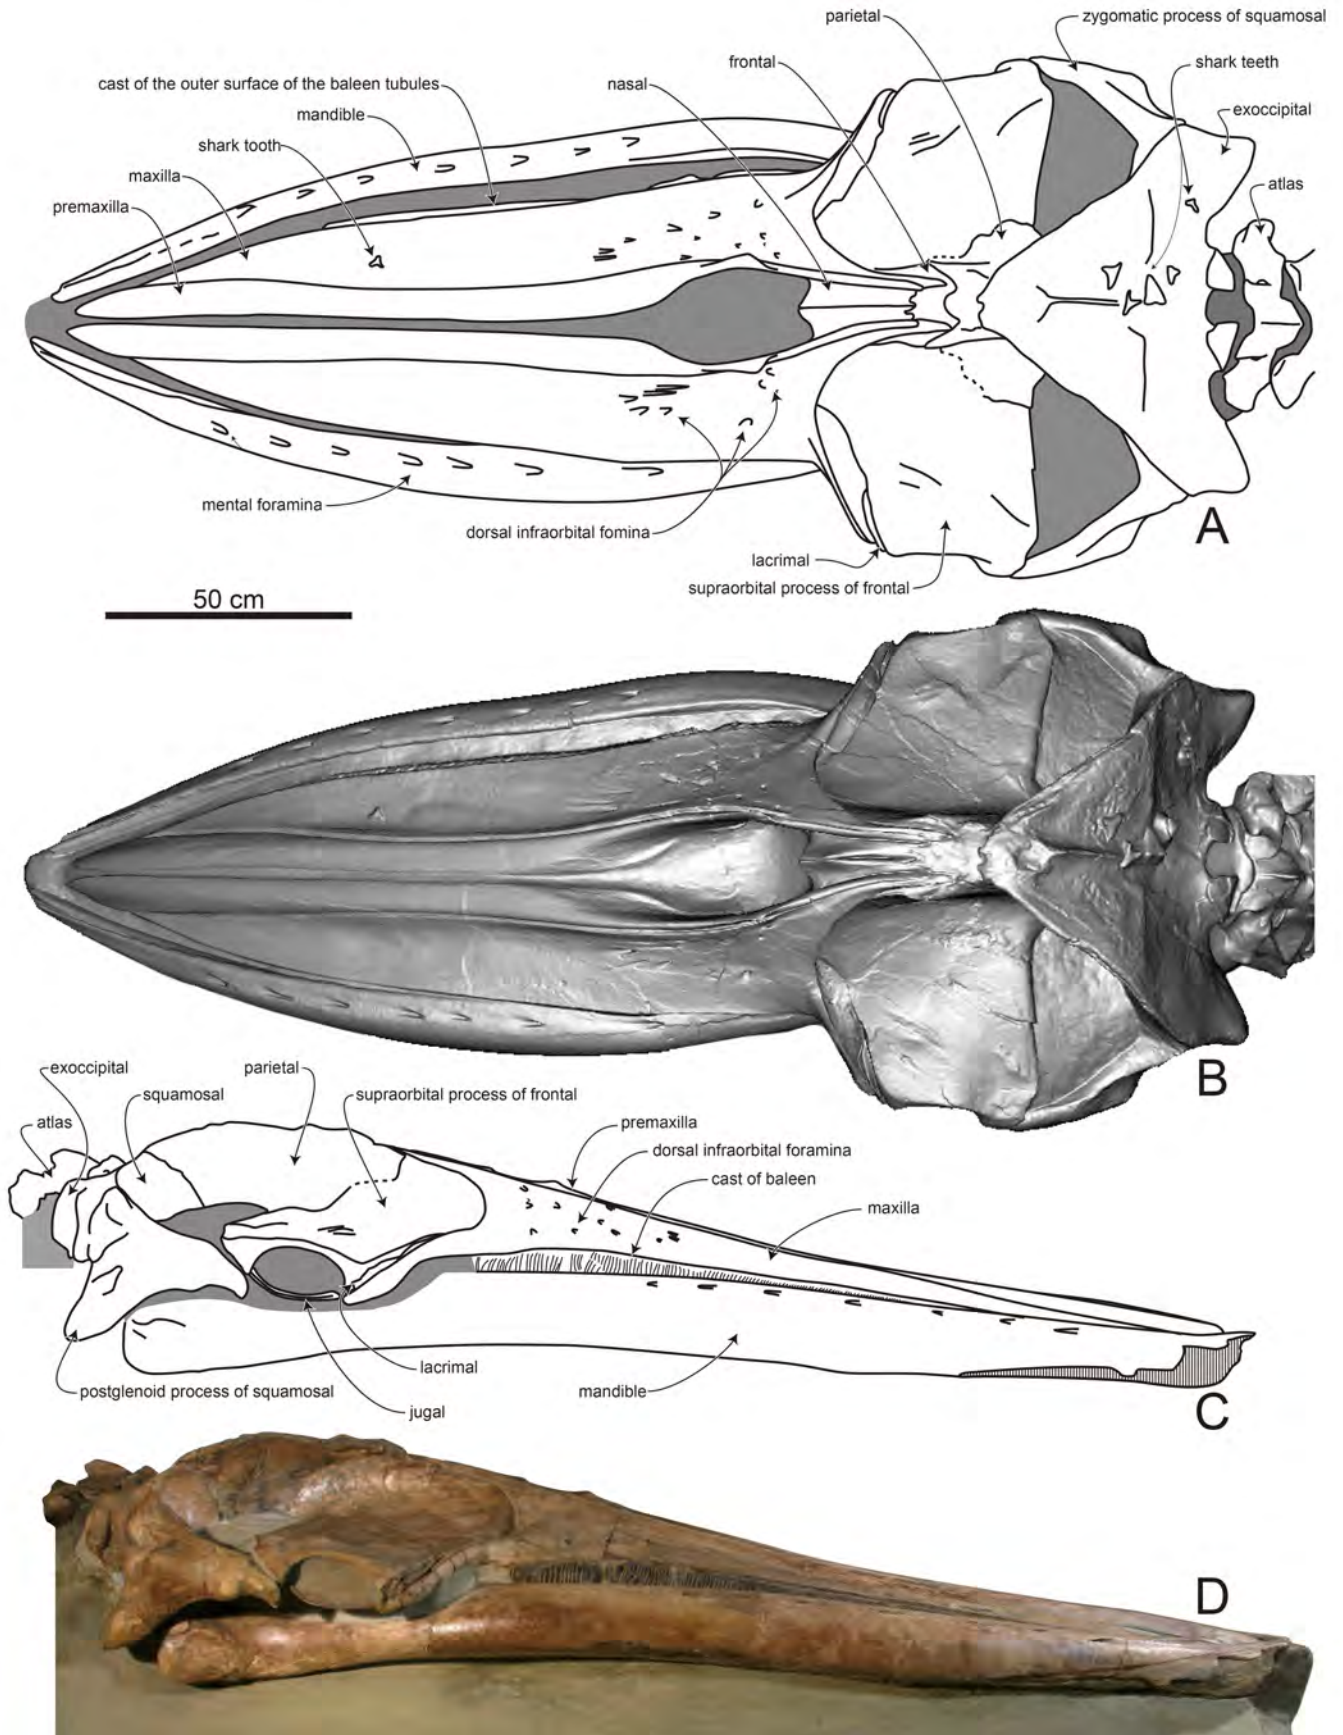 parietal
zygomatic process of squamosal
frontal
shark teeth
cast of the outer surface of the baleen tubules
nasal
mandible
exoccipital
shark tooth
maxilla
atlas
premaxilla
mental foramina
dorsal infraorbital fomina
A
lacrimal
supraorbital process of frontal
50 cm
B
exoccipital
parietal
squamosal
supraorbital process of frontal
atlas
premaxilla
dorsal infraorbital foramina
cast of baleen
maxilla
lacrimal
postglenoid process of squamosal
mandible
jugal
C
D